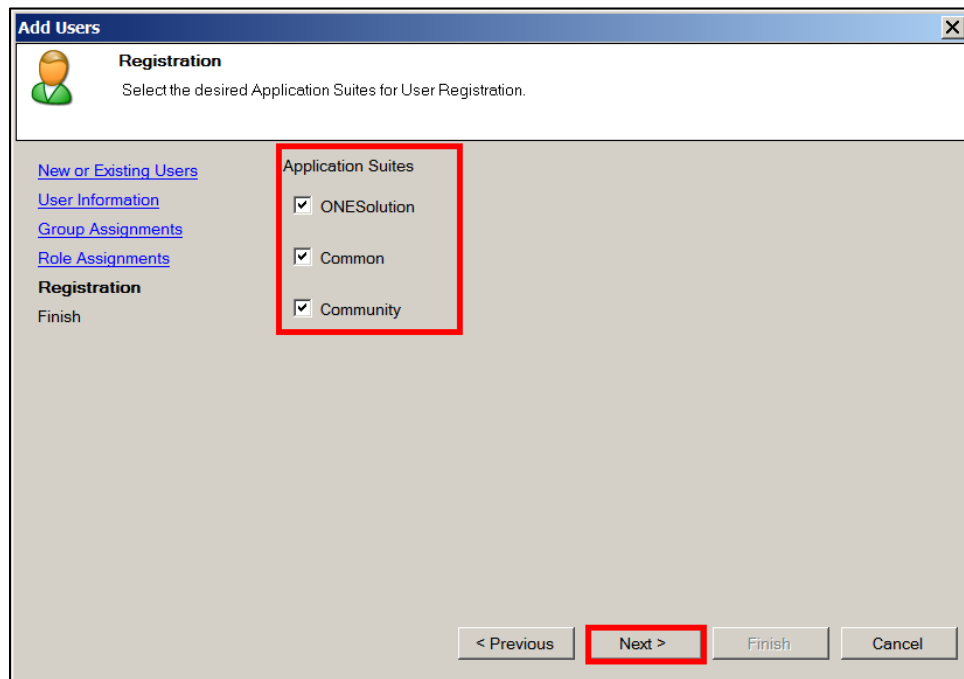 Add Users
Registration
Select the desired Application Suites for User Registration.
New or Existing Users
User Information
Group Assignments
Role Assignments
Registration
Finish
Application Suites
ONESolution
Common
Community
< Previous
Next >
Finish
Cancel